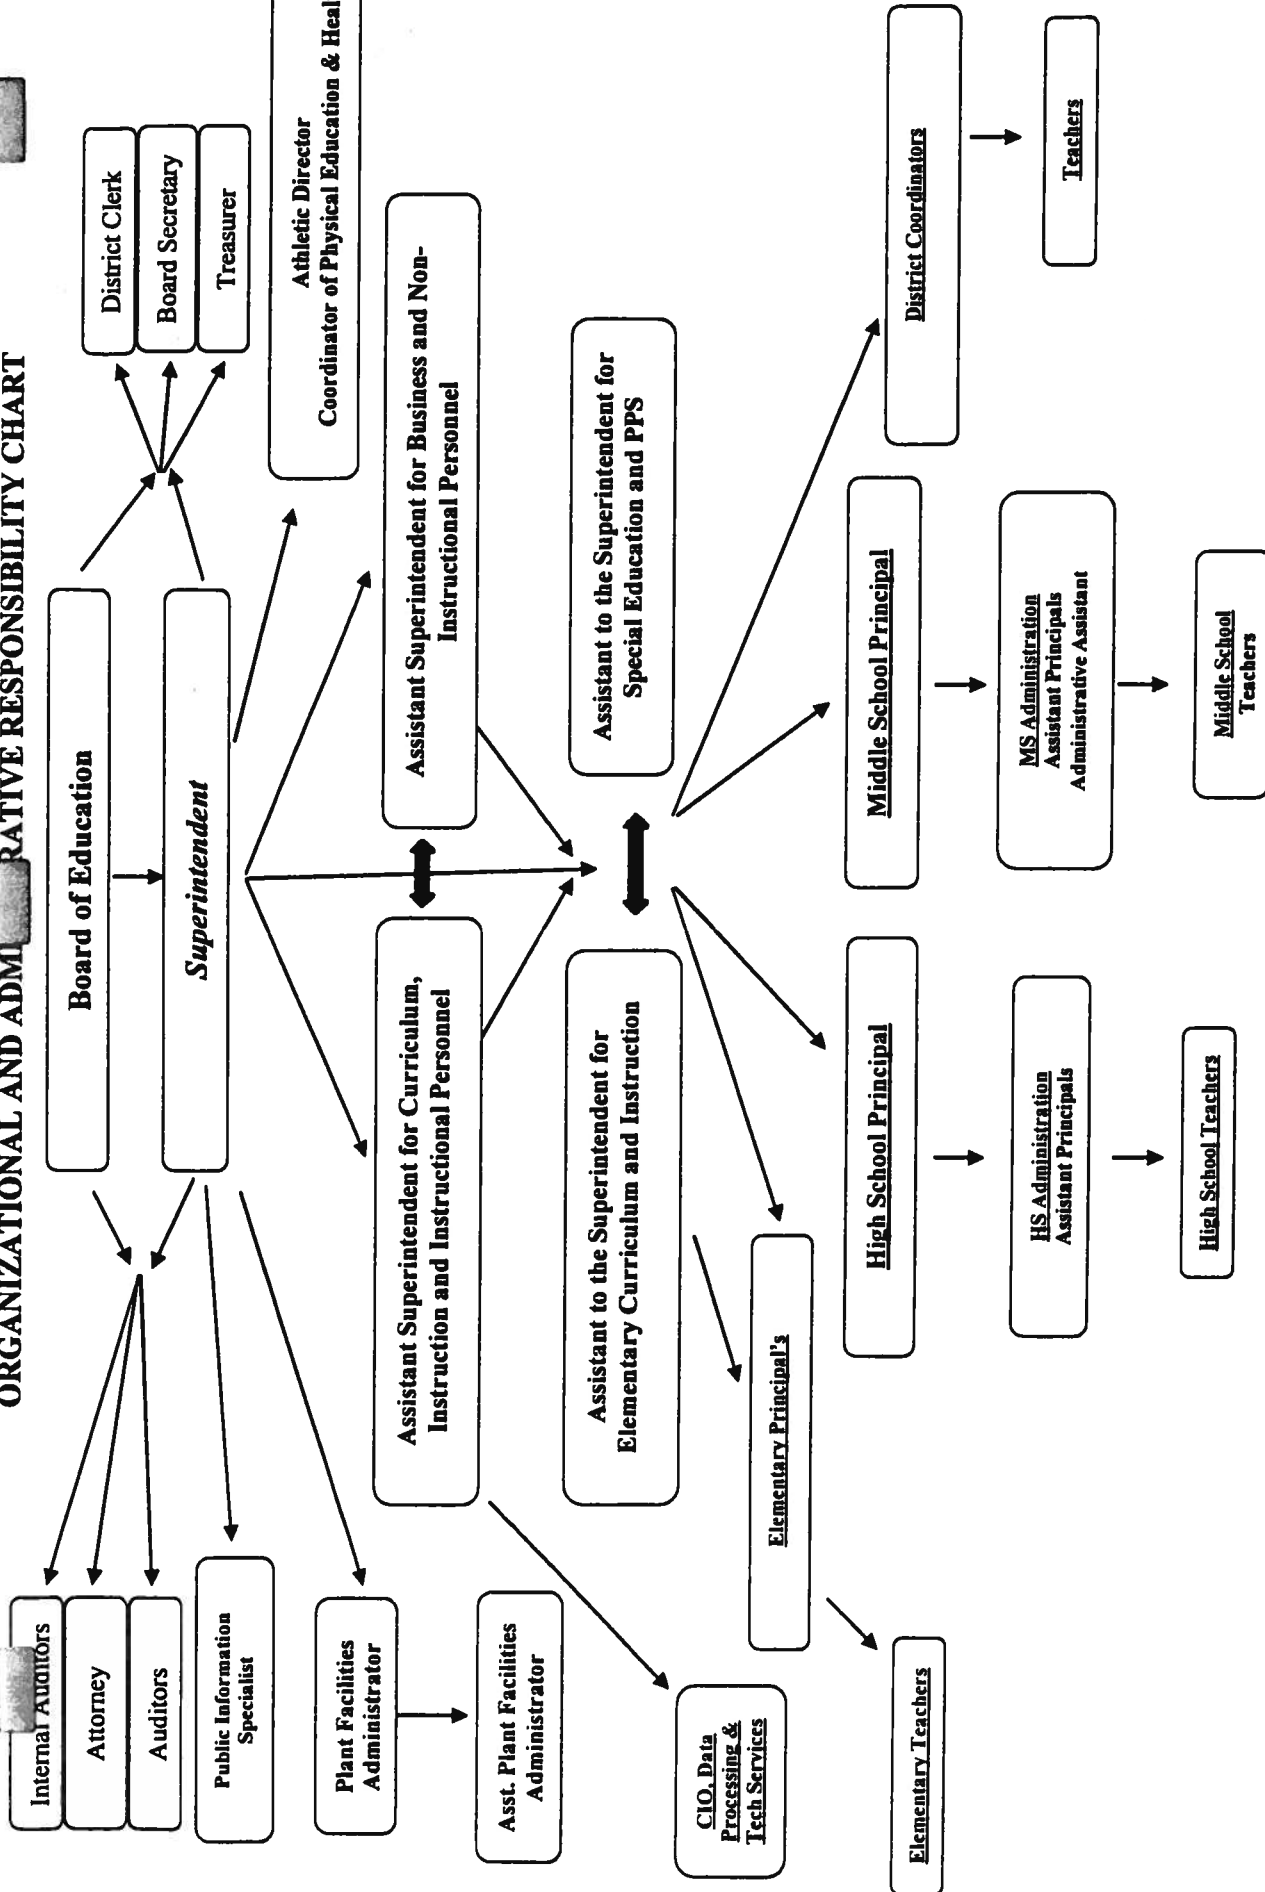 ORGANIZATIONAL AND ADMI RATIVE RESPONSIBILITY CHART
Board of Education
Superintendent
Internal Auditors
Attorney
Auditors
District Clerk
Board Secretary
Treasurer
Public Information
Specialist
Athletic Director
Coordinator of Physical Education & Heal
Plant Facilities
Administrator
Assistant Superintendent for Curriculum,
Instruction and Instructional Personnel
Assistant Superintendent for Business and Non-
Instructional Personnel
Asst. Plant Facilities
Administrator
Assistant to the Superintendent for
Elementary Curriculum and Instruction
Assistant to the Superintendent for
Special Education and PPS
CIO, Data
Processing &
Tech Services
Elementary Principal's
High School Principal
Middle School Principal
District Coordinators
Elementary Teachers
HS Administration
Assistant Principals
MS Administration
Assistant Principals
Administrative Assistant
Teachers
High School Teachers
Middle School
Teachers